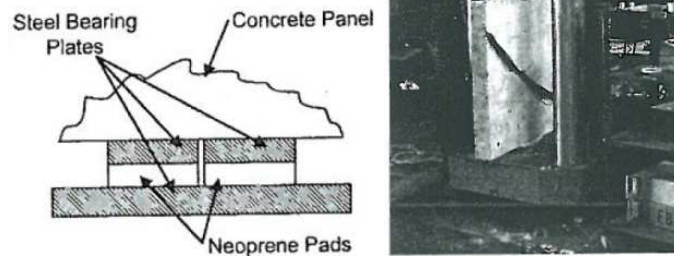 Steel Bearing
Plates
Concrete Panel
Neoprene Pads